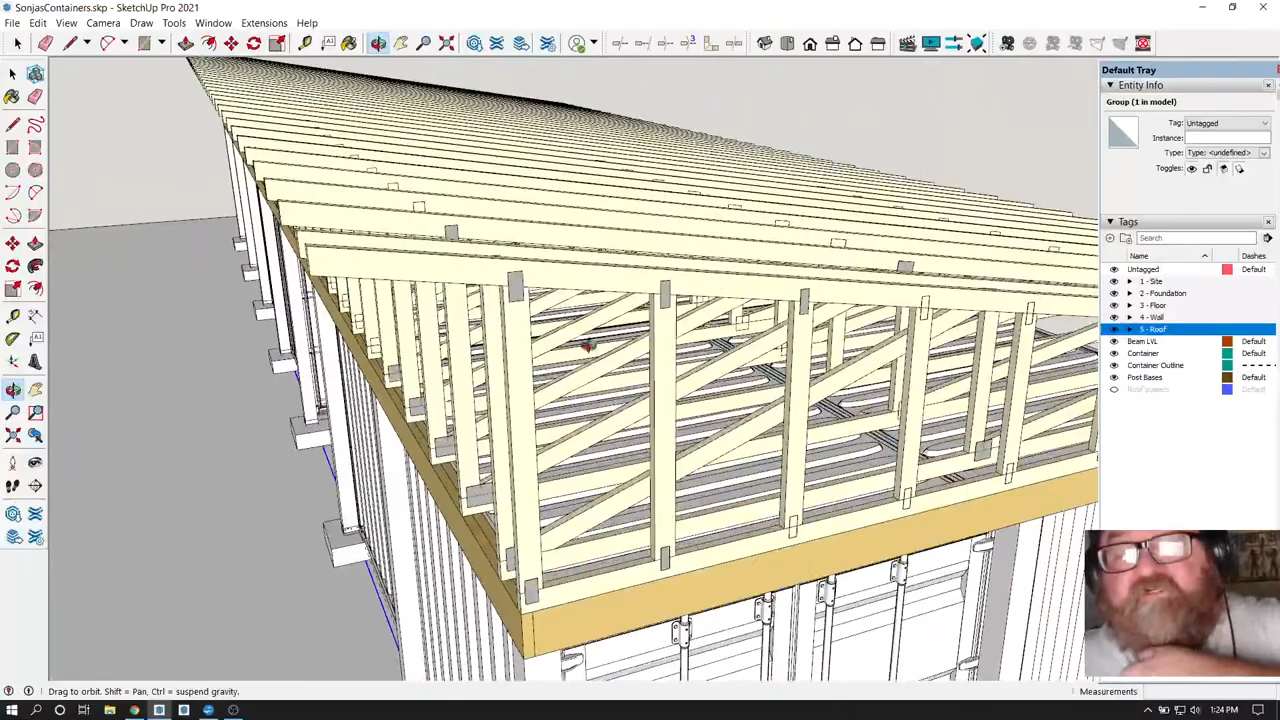 SonjasContainers.skp - SketchUp Pro 2021
File Edit View Camera Draw Tools Window Extensions Help
Default Tray
Entity Info
Group (1 in model)
Tag: Untagged
Instance:
Type: Type: <undefined>
Toggles:
Tags
Search
Name Dashes
Untagged Default
1 - Site
2 - Foundation
3 - Floor
4 - Wall
5 - Roof
Beam LVL Default
Container Default
Container Outline
Post Bases Default
Default
Drag to orbit. Shift = Pan, Ctrl = suspend gravity.
Measurements
1:24 PM